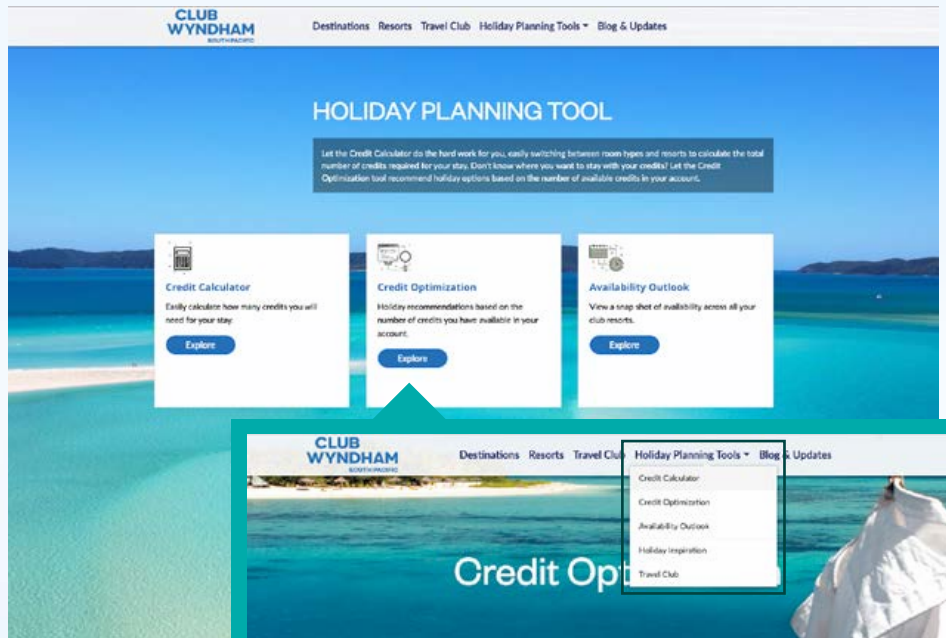 CLUB
WYNDHAM
SOUTH PACIFIC
Destinations Resorts Travel Club Holiday Planning Tools Blog & Updates
HOLIDAY PLANNING TOOL
Let the Credit Calculator do the hard work for you, easily switching between room types and resorts to calculate the total
number of credits required for your stay. Don't know where you want to stay with your credits? Let the Credit
Optimization tool recommend holiday options based on the number of available credits in your account.
Credit Calculator
Easily calculate how many credits you will
need for your stay.
Explore
Credit Optimization
Holiday recommendations based on the
number of credits you have available in your
account.
Explore
Availability Outlook
View a snap shot of availability across all your
club resorts.
Explore
CLUB
WYNDHAM
SOUTH PACIFIC
Destinations Resorts Travel Club Holiday Planning Tools Blog & Updates
Credit Calculator
Credit Optimization
Availability Outlook
Holiday Inspiration
Travel Club
Credit Op